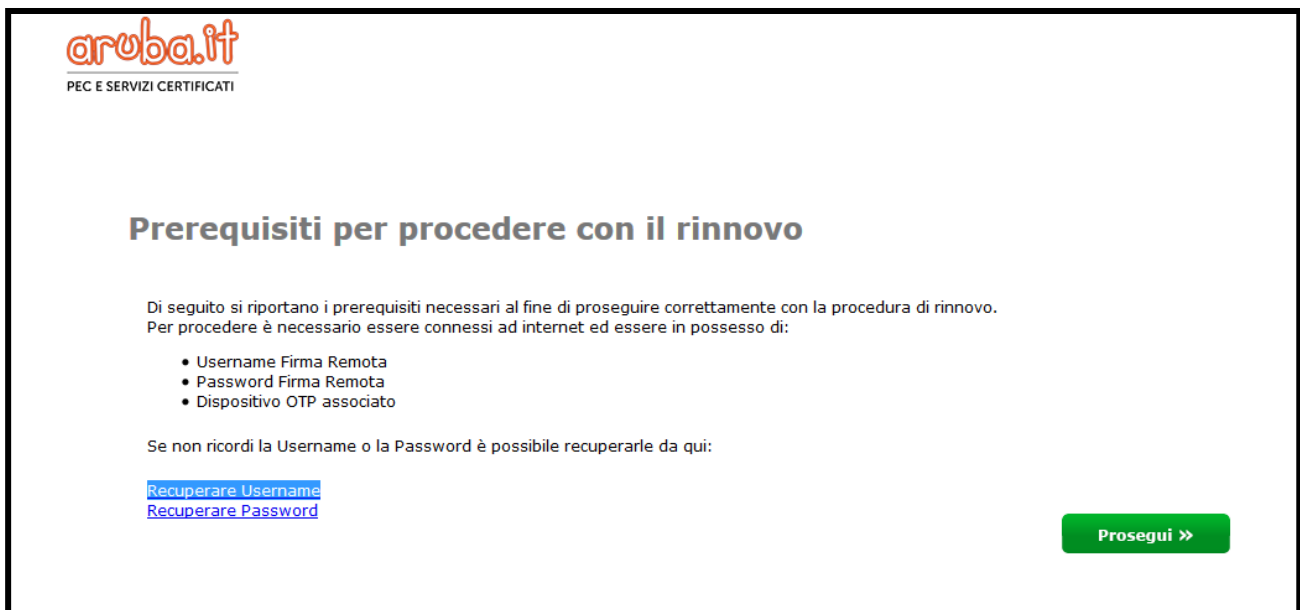 aruba.it
PEC E SERVIZI CERTIFICATI
Prerequisiti per procedere con il rinnovo
Di seguito si riportano i prerequisiti necessari al fine di proseguire correttamente con la procedura di rinnovo.
Per procedere è necessario essere connessi ad internet ed essere in possesso di:
• Username Firma Remota
• Password Firma Remota
• Dispositivo OTP associato
Se non ricordi la Username o la Password è possibile recuperarle da qui:
Recuperare Username
Recuperare Password
Prosegui »